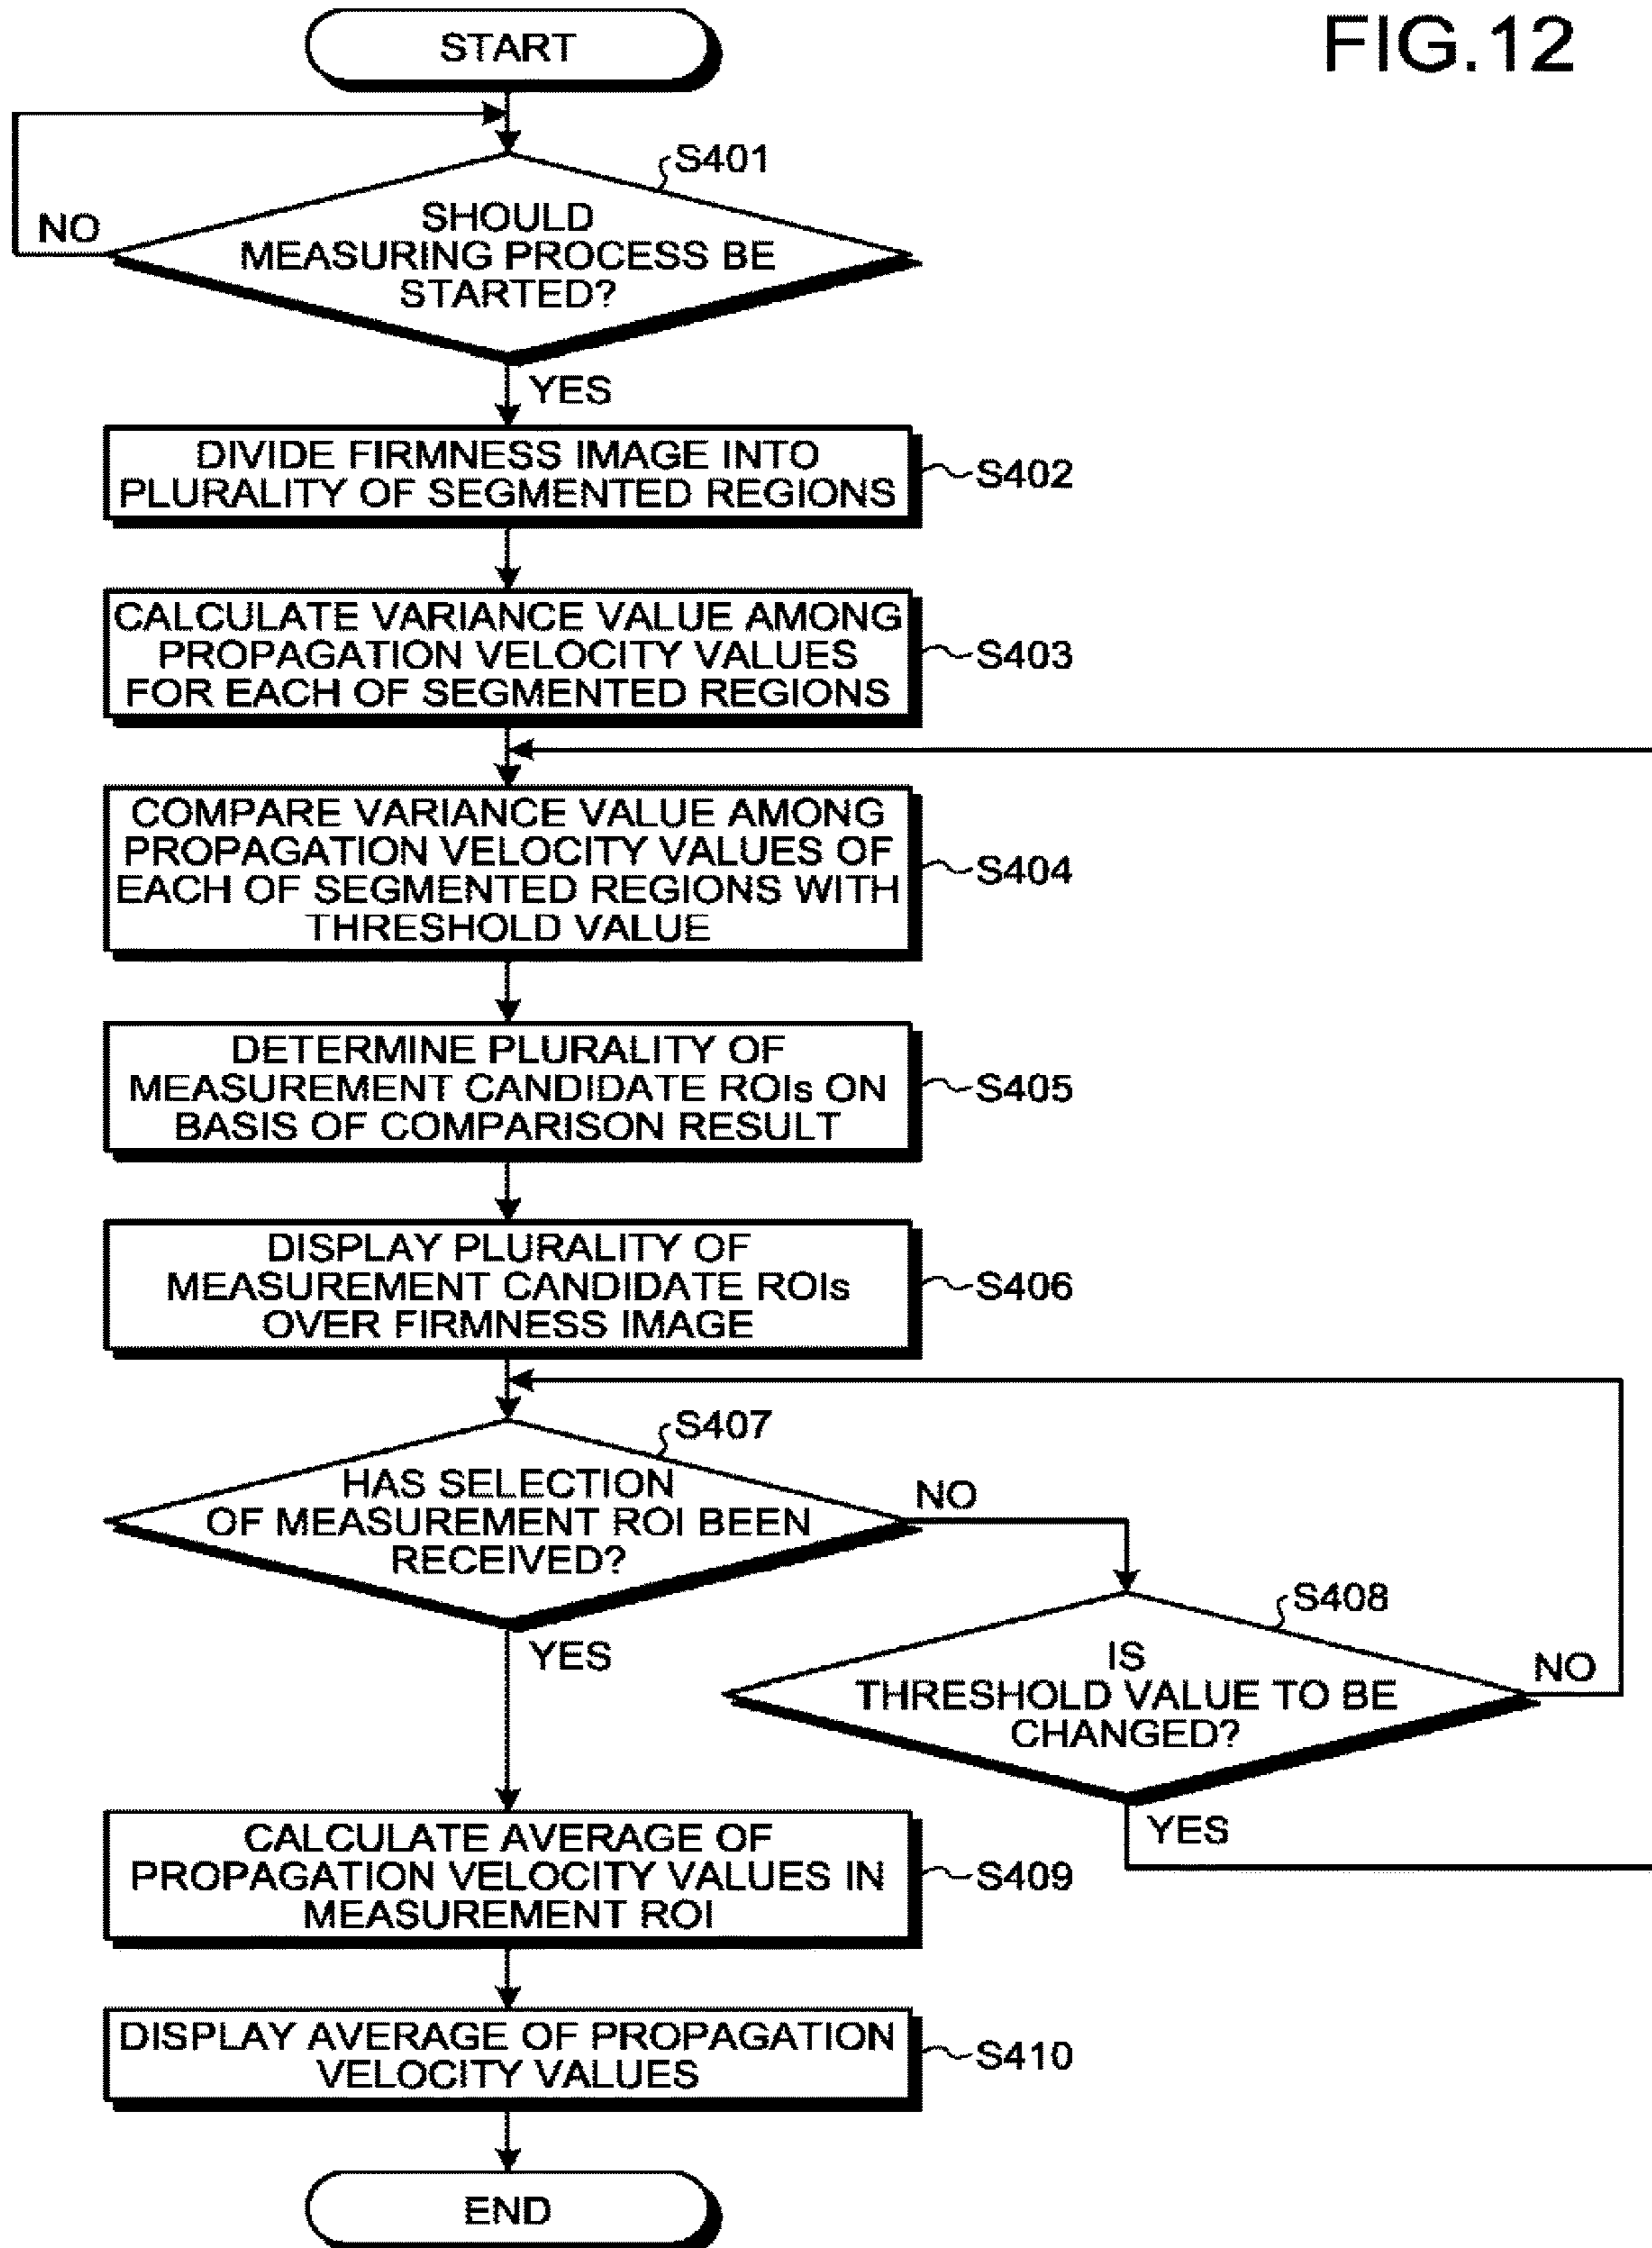 FIG.12
START
S401
NO
SHOULD
MEASURING PROCESS BE
STARTED?
YES
DIVIDE FIRMNESS IMAGE INTO
PLURALITY OF SEGMENTED REGIONS
S402
CALCULATE VARIANCE VALUE AMONG
PROPAGATION VELOCITY VALUES
FOR EACH OF SEGMENTED REGIONS
S403
COMPARE VARIANCE VALUE AMONG
PROPAGATION VELOCITY VALUES OF
EACH OF SEGMENTED REGIONS WITH
THRESHOLD VALUE
S404
DETERMINE PLURALITY OF
MEASUREMENT CANDIDATE ROIs ON
BASIS OF COMPARISON RESULT
S405
DISPLAY PLURALITY OF
MEASUREMENT CANDIDATE ROIs
OVER FIRMNESS IMAGE
S406
S407
HAS SELECTION
OF MEASUREMENT ROI BEEN
RECEIVED?
NO
YES
S408
IS
THRESHOLD VALUE TO BE
CHANGED?
NO
YES
CALCULATE AVERAGE OF
PROPAGATION VELOCITY VALUES IN
MEASUREMENT ROI
S409
DISPLAY AVERAGE OF PROPAGATION
VELOCITY VALUES
S410
END